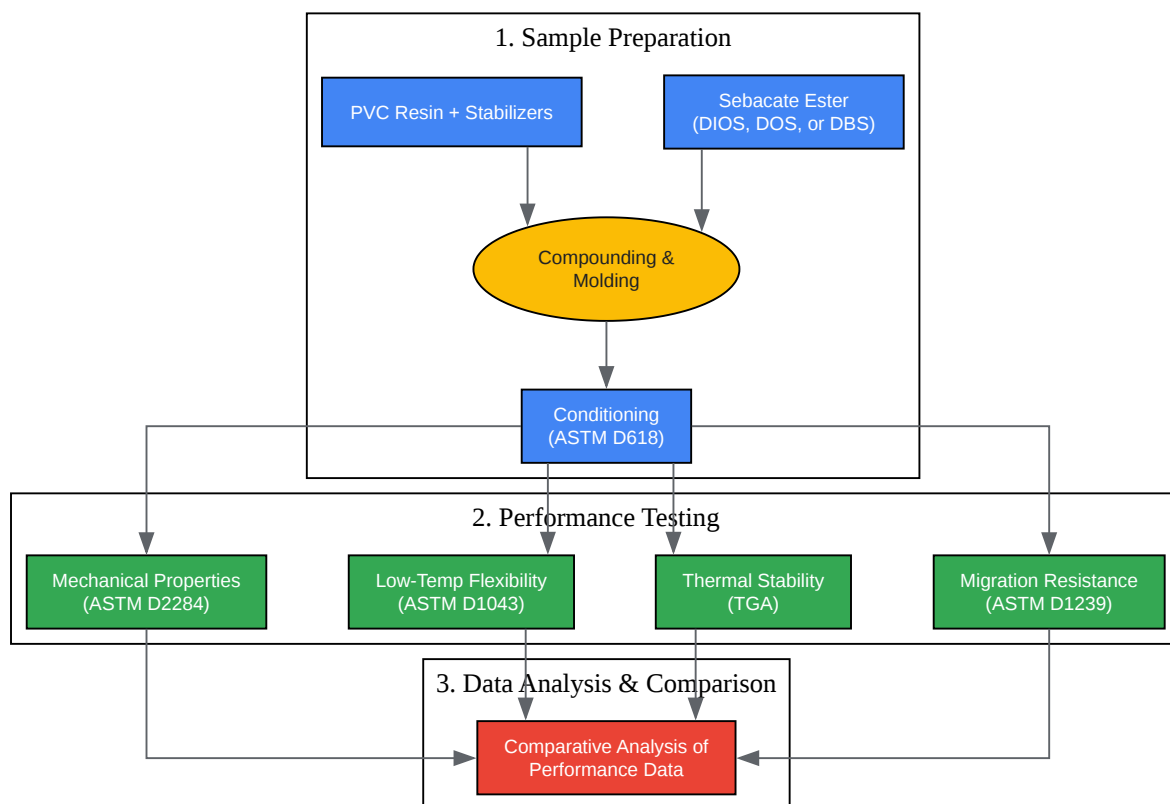 1. Sample Preparation
PVC Resin + Stabilizers
Sebacate Ester
(DIOS, DOS, or DBS)
Compounding &
Molding
Conditioning
(ASTM D618)
2. Performance Testing
Mechanical Properties
(ASTM D2284)
Low-Temp Flexibility
(ASTM D1043)
Thermal Stability
(TGA)
Migration Resistance
(ASTM D1239)
3. Data Analysis & Comparison
Comparative Analysis of
Performance Data